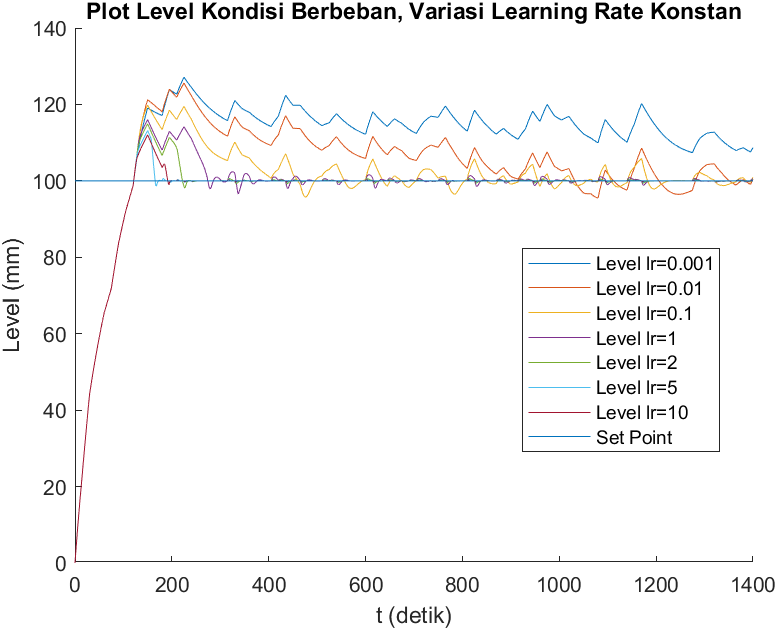 Plot Level Kondisi Berbeban, Variasi Learning Rate Konstan
140
120
100
80
60
40
20
0
Level (mm)
Level lr=0.001
Level lr=0.01
Level lr=0.1
Level lr=1
Level lr=2
Level lr=5
Level lr=10
Set Point
0 200 400 600 800 1000 1200 1400
t (detik)